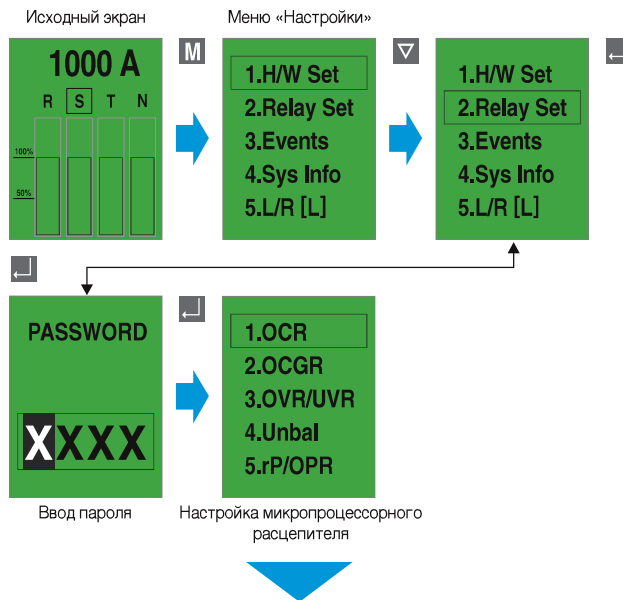 Исходный экран
Меню «Настройки»
1000 A
R S T N
100%
50%
M
1.H/W Set
2.Relay Set
3.Events
4.Sys Info
5.L/R [L]
1.H/W Set
2.Relay Set
3.Events
4.Sys Info
5.L/R [L]
PASSWORD
XXXX
1.OCR
2.OCGR
3.OVR/UVR
4.Unbal
5.rP/OPR
Ввод пароля
Настройка микропроцессорного
расцепителя